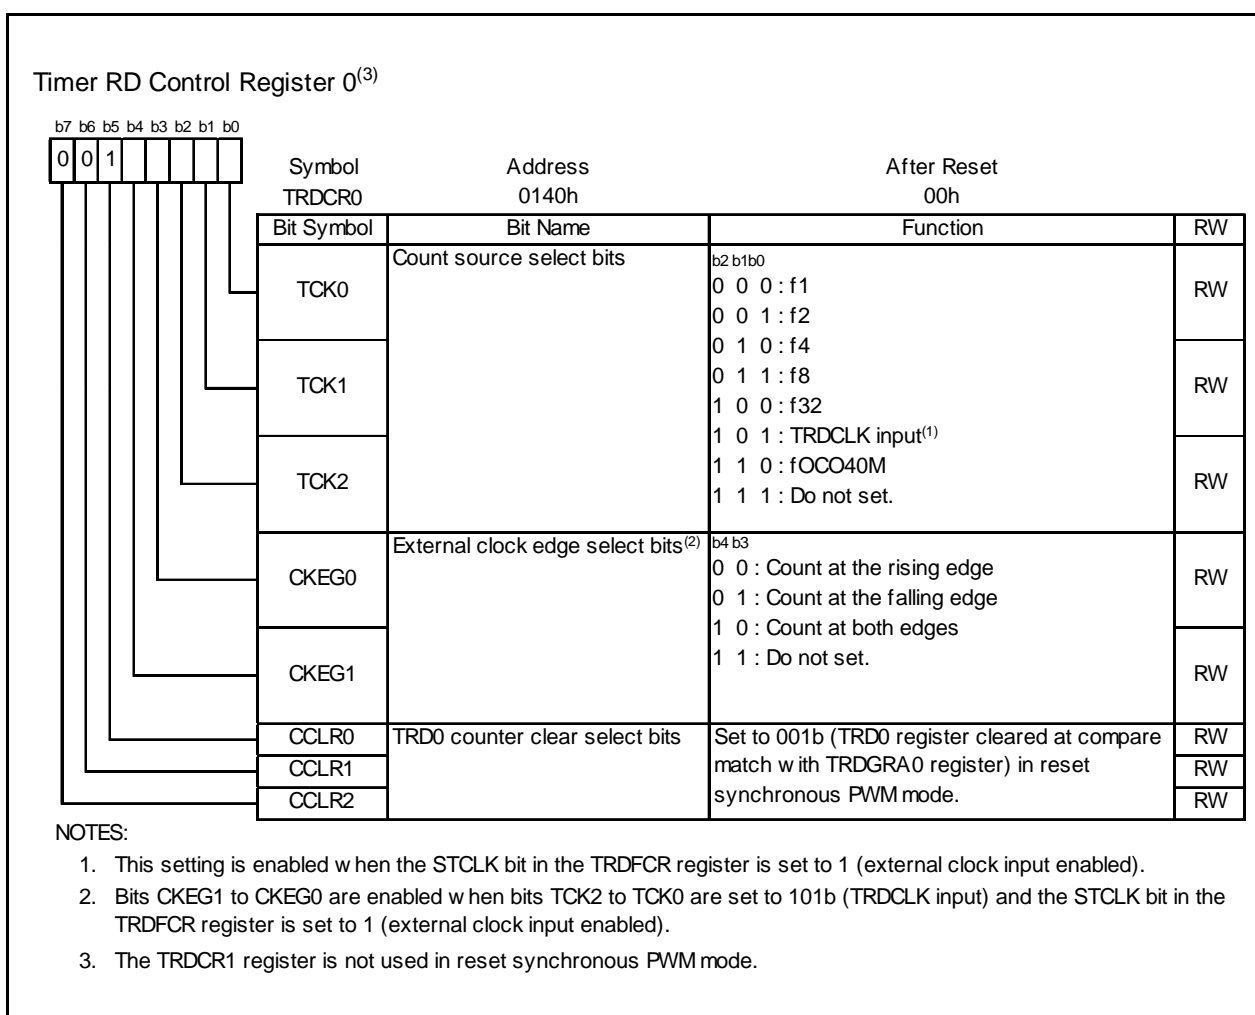 Timer RD Control Register 0(3)
b7 b6 b5 b4 b3 b2 b1 b0
0 0 1
Symbol Address After Reset
TRDCR0 0140h 00h
Bit Symbol Bit Name Function RW
TCK0 Count source select bits RW
b2 b1b0
0 0 0 : f1
0 0 1 : f2
0 1 0 : f4
TCK1 0 1 1 : f8 RW
1 0 0 : f32
1 0 1 : TRDCLK input(1)
TCK2 1 1 0 : fOCO40M RW
1 1 1 : Do not set.
CKEG0 External clock edge select bits(2) RW
b4 b3
0 0 : Count at the rising edge
0 1 : Count at the falling edge
1 0 : Count at both edges
CKEG1 1 1 : Do not set. RW
CCLR0 TRD0 counter clear select bits Set to 001b (TRD0 register cleared at compare RW
CCLR1 match with TRDGRA0 register) in reset RW
CCLR2 synchronous PWM mode. RW
NOTES:
1. This setting is enabled when the STCLK bit in the TRDFCR register is set to 1 (external clock input enabled).
2. Bits CKEG1 to CKEG0 are enabled when bits TCK2 to TCK0 are set to 101b (TRDCLK input) and the STCLK bit in the
TRDFCR register is set to 1 (external clock input enabled).
3. The TRDCR1 register is not used in reset synchronous PWM mode.